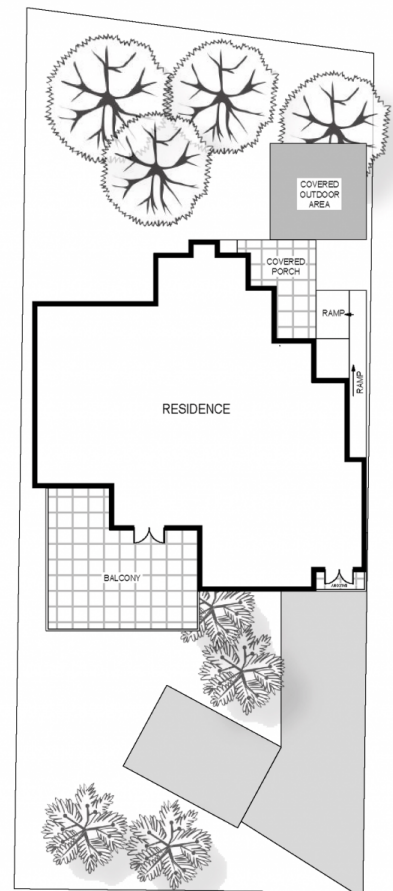 COVERED
OUTDOOR
AREA
COVERED
PORCH
RAMP
RAMP
RESIDENCE
BALCONY